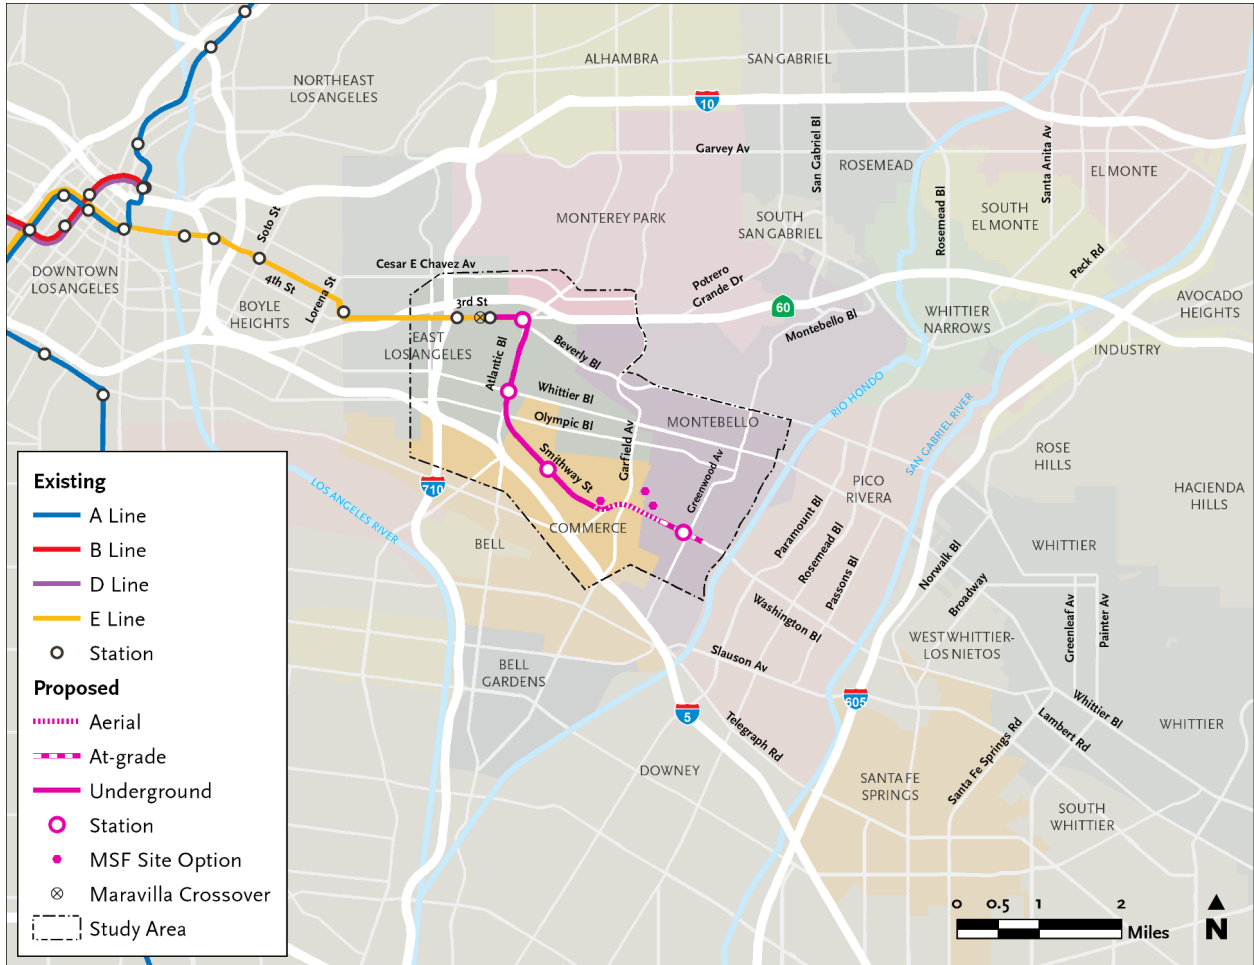 ALHAMBRA
SAN GABRIEL
NORTHEAST
LOS ANGELES
10
Garvey Av
San Gabriel Bl
ROSEMEAD
Santa Anita Av
EL MONTE
Rosemead Bl
MONTEREY PARK
SOUTH
SAN GABRIEL
SOUTH
EL MONTE
Soto St
DOWNTOWN
LOS ANGELES
4th St
Lorena St
BOYLE
HEIGHTS
Cesar E Chavez Av
3rd St
Potrero
Grande Dr
Peck Rd
60
Montebello Bl
WHITTIER
NARROWS
AVOCADO
HEIGHTS
INDUSTRY
EAST
LOS ANGELES
Atlantic Bl
Beverly Bl
Whittier Bl
Olympic Bl
RIO HONDO
SAN GABRIEL RIVER
MONTEBELLO
Garfield Av
Smithway St
Greenwood Av
ROSE
HILLS
HACIENDA
HILLS
PICO
RIVERA
710
LOS ANGELES RIVER
COMMERCE
BELL
Paramount Bl
Rosemead Bl
Passons Bl
Norwalk Bl
Broadway
WHITTIER
Greenleaf Av
Painter Av
Washington Bl
WEST WHITTIER-
LOS NIETOS
Slauson Av
BELL
GARDENS
5
605
Telegraph Rd
Whittier Bl
Lambert Rd
Santa Fe Springs Rd
WHITTIER
DOWNEY
SANTA FE
SPRINGS
SOUTH
WHITTIER
Existing
A Line
B Line
D Line
E Line
Station
Proposed
Aerial
At-grade
Underground
Station
MSF Site Option
Maravilla Crossover
Study Area
0 0.5 1 2
Miles
N